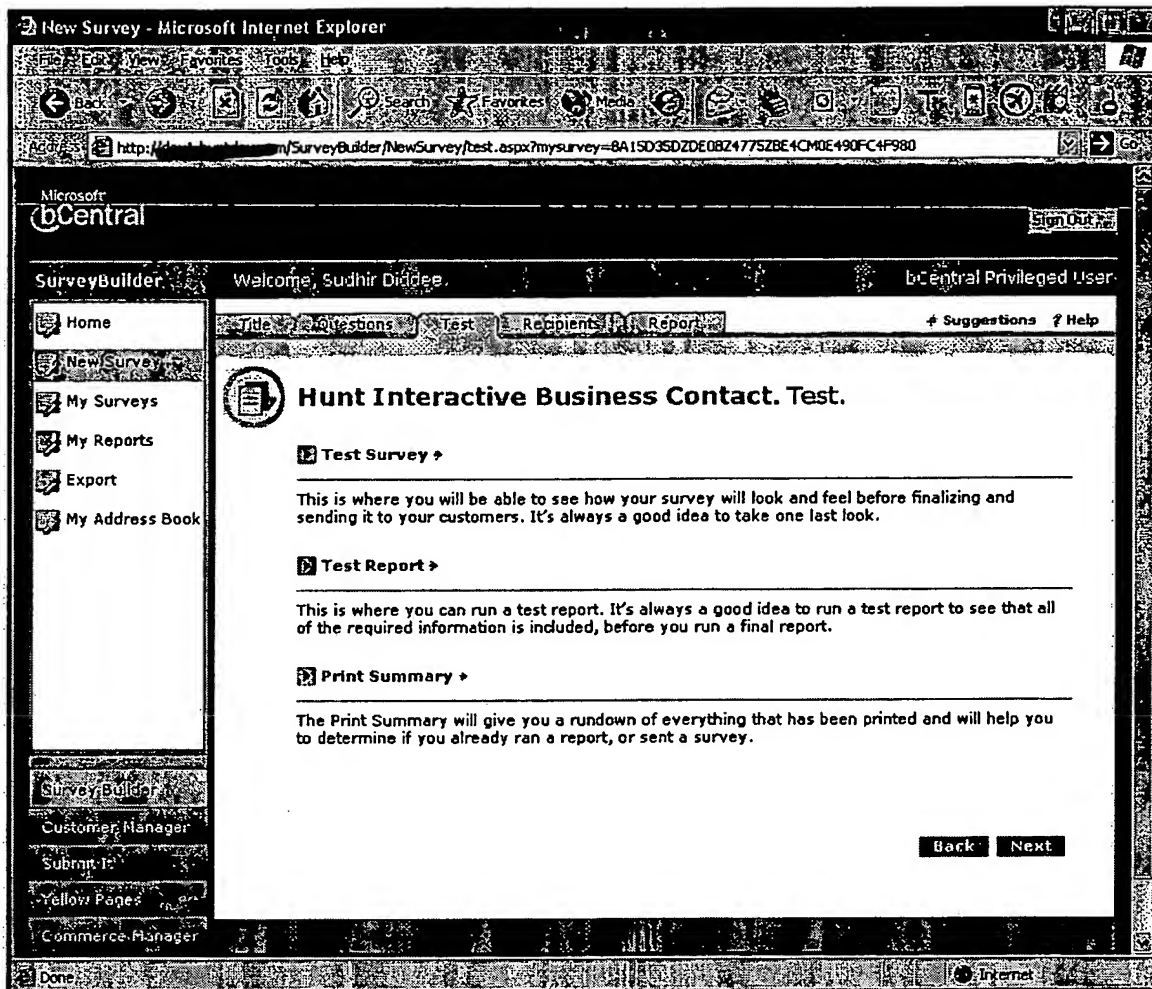 New Survey - Microsoft Internet Explorer
File Edit View Favorites Tools Help
Back Search Favorites Media
Address http://m/SurveyBuilder/NewSurvey/test.aspx?mysurvey=8A15D35DZDE08Z4775ZBE4CM0E490FC4F980 Go
Microsoft
bCentral
Sign Out
SurveyBuilder Welcome, Sudhir Diddee. bCentral Privileged User
Home
New Survey
My Surveys
My Reports
Export
My Address Book
Title Questions Test Recipients Report Suggestions ? Help
Hunt Interactive Business Contact. Test.
Test Survey
This is where you will be able to see how your survey will look and feel before finalizing and
sending it to your customers. It's always a good idea to take one last look.
Test Report
This is where you can run a test report. It's always a good idea to run a test report to see that all
of the required information is included, before you run a final report.
Print Summary
The Print Summary will give you a rundown of everything that has been printed and will help you
to determine if you already ran a report, or sent a survey.
Back Next
Survey Builder
Customer Manager
Submit It
Yellow Pages
Commerce Manager
Done Internet